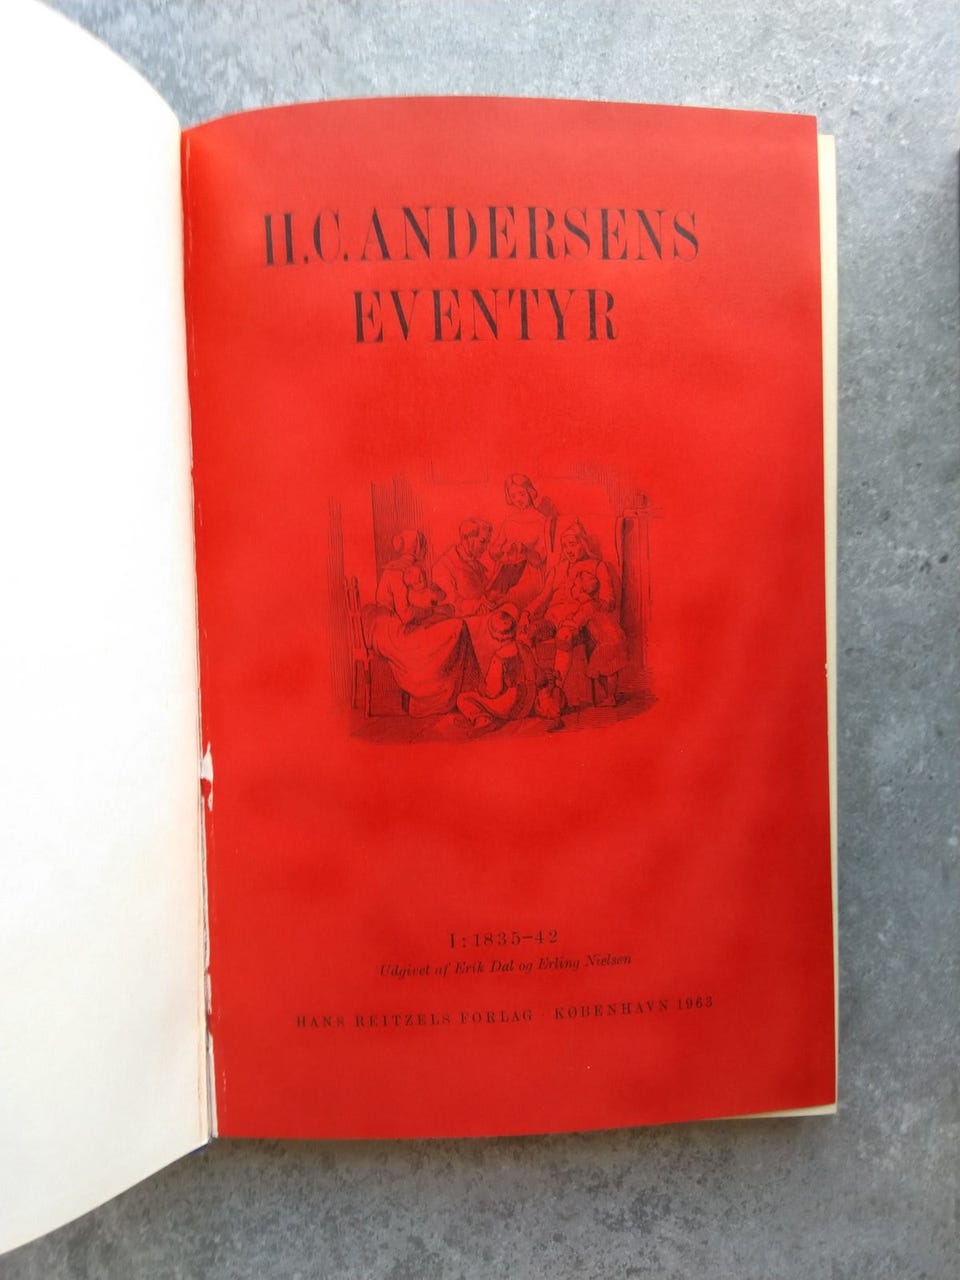 H.C.ANDERSENS
EVENTYR
I: 1835–42
Udgivet af Erik Dal og Erling Nielsen
HANS REITZELS FORLAG · KØBENHAVN 1963